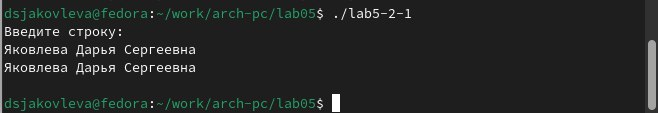 dsjakovleva@fedora:~/work/arch-pc/lab05$ ./lab5-2-1
Введите строку:
Яковлева Дарья Сергеевна
Яковлева Дарья Сергеевна
dsjakovleva@fedora:~/work/arch-pc/lab05$